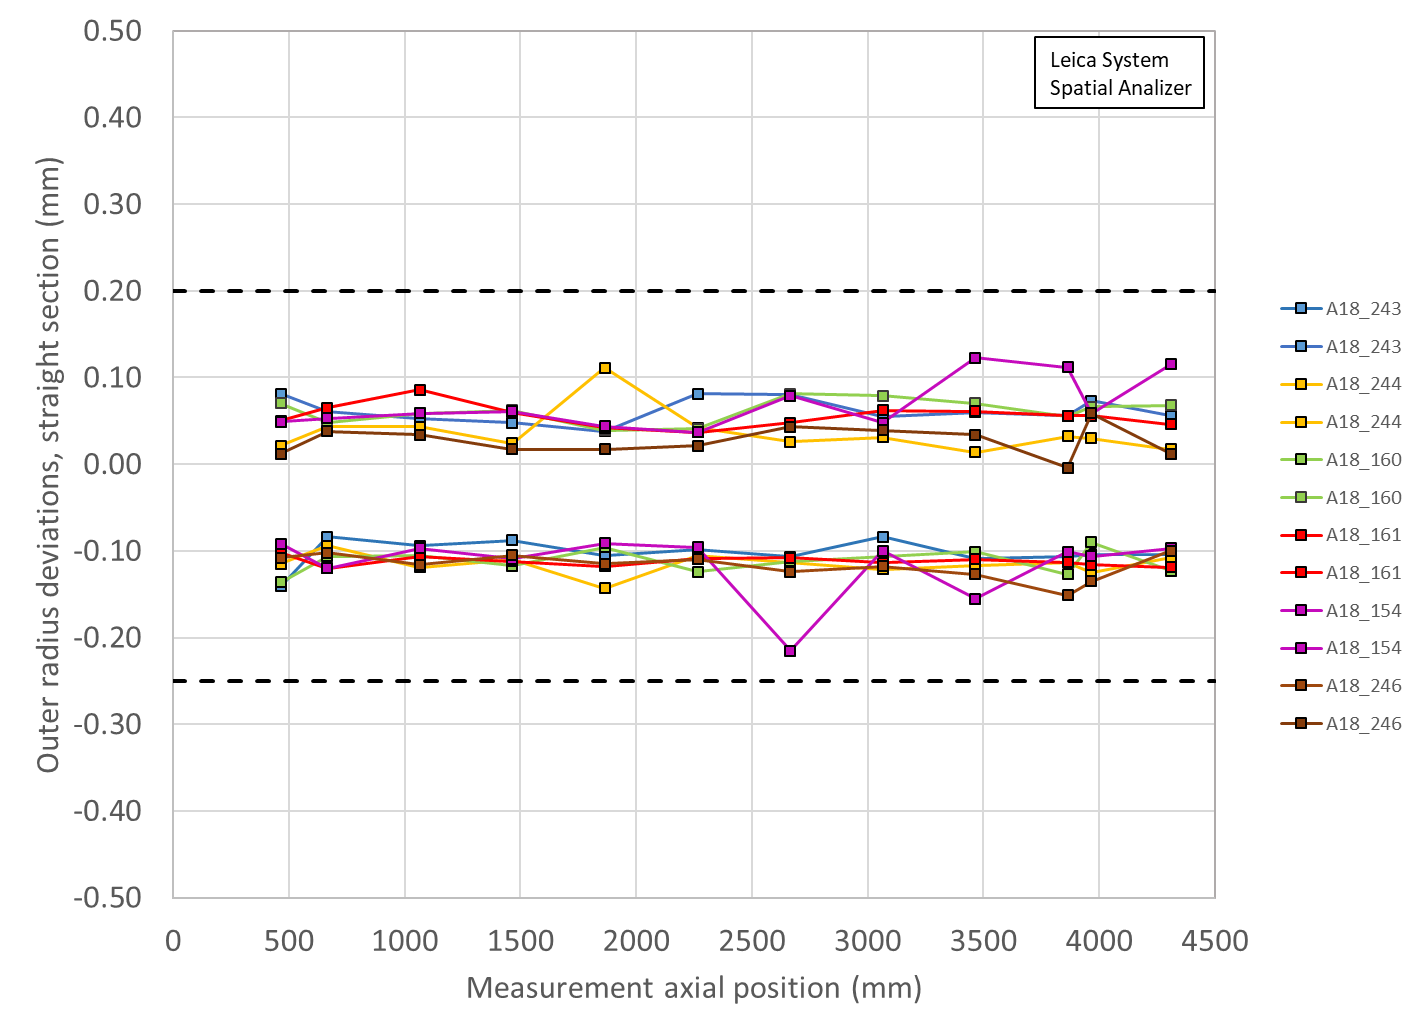 0.50
0.40
0.30
0.20
0.10
0.00
-0.10
-0.20
-0.30
-0.40
-0.50
Outer radius deviations, straight section (mm)
Leica System
Spatial Analizer
A18_243
A18_243
A18_244
A18_244
A18_160
A18_160
A18_161
A18_161
A18_154
A18_154
A18_246
A18_246
0 500 1000 1500 2000 2500 3000 3500 4000 4500
Measurement axial position (mm)